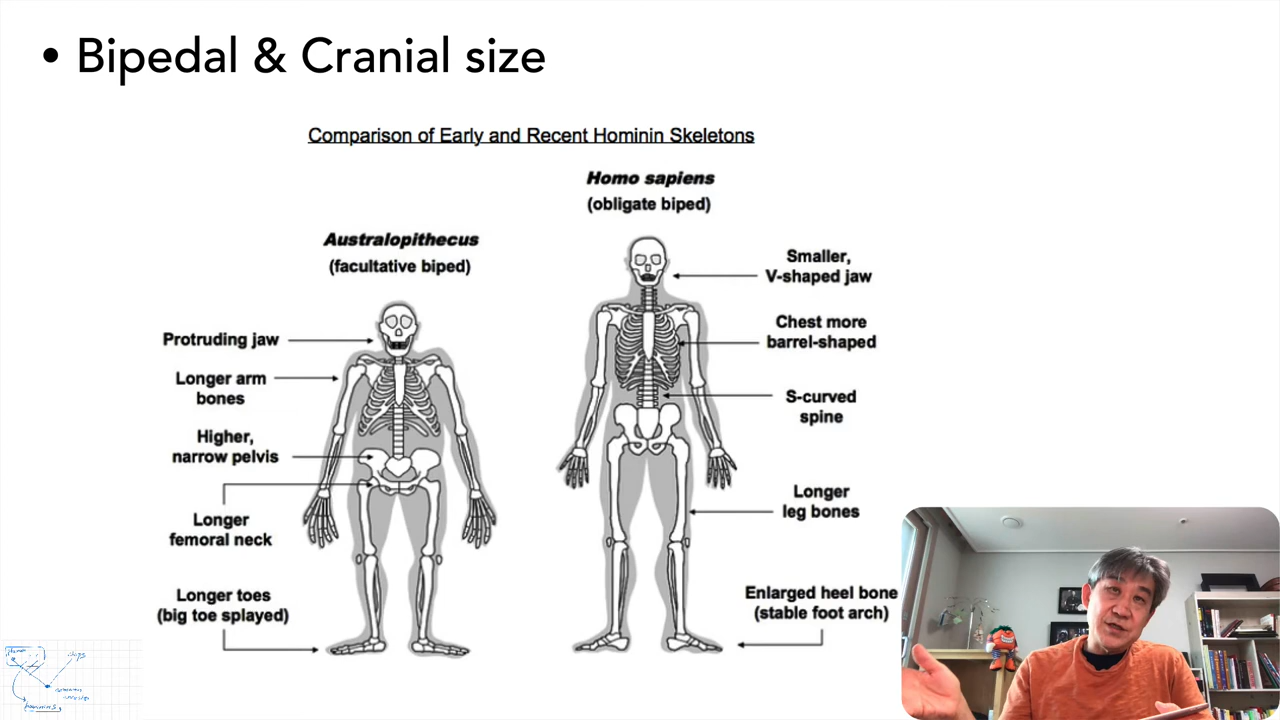 • Bipedal & Cranial size
Comparison of Early and Recent Hominin Skeletons
Homo sapiens
(obligate biped)
Australopithecus
(facultative biped)
Smaller,
V-shaped jaw
Chest more
barrel-shaped
S-curved
spine
Longer
leg bones
Enlarged heel bone
(stable foot arch)
Protruding jaw
Longer arm
bones
Higher,
narrow pelvis
Longer
femoral neck
Longer toes
(big toe splayed)
hominins